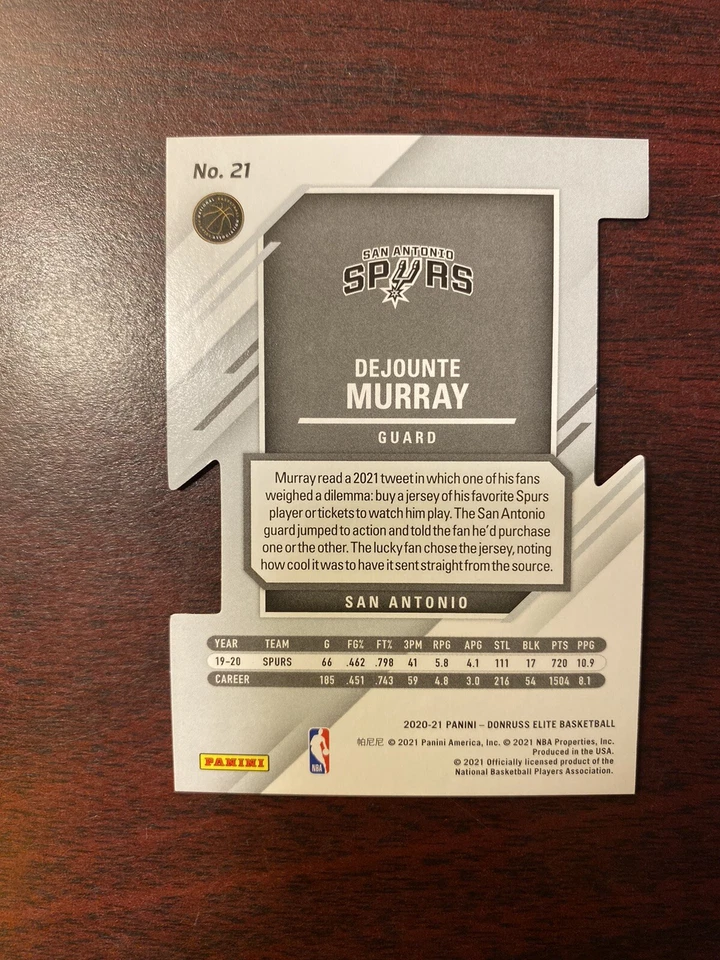 No. 21
SAN ANTONIO
SPURS
DEJOUNTE
MURRAY
GUARD
Murray read a 2021 tweet in which one of his fans
weighed a dilemma: buy a jersey of his favorite Spurs
player or tickets to watch him play. The San Antonio
guard jumped to action and told the fan he'd purchase
one or the other. The lucky fan chose the jersey, noting
how cool it was to have it sent straight from the source.
SAN ANTONIO
YEAR TEAM G FG% FT% 3PM RPG APG STL BLK PTS PPG
19-20 SPURS 66 .462 .798 41 5.8 4.1 111 17 720 10.9
CAREER 185 .451 .743 59 4.8 3.0 216 54 1504 8.1
2020-21 PANINI – DONRUSS ELITE BASKETBALL
帕尼尼 © 2021 Panini America, Inc. © 2021 NBA Properties, Inc.
Produced in the USA.
© 2021 Officially licensed product of the
National Basketball Players Association.
PANINI
NBA